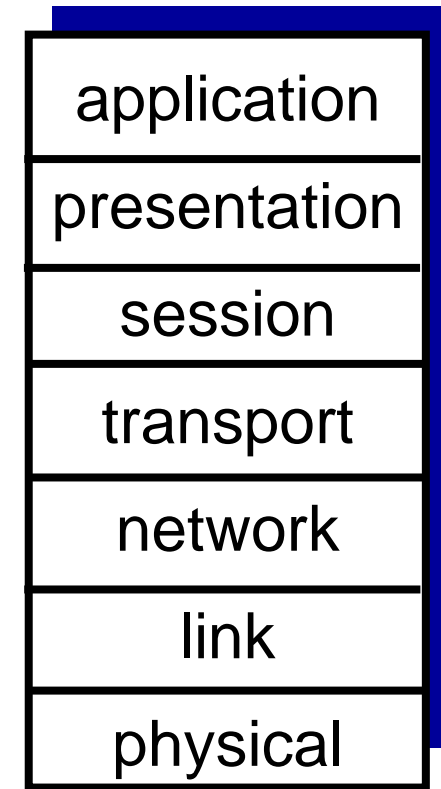 application
presentation
session
transport
network
link
physical